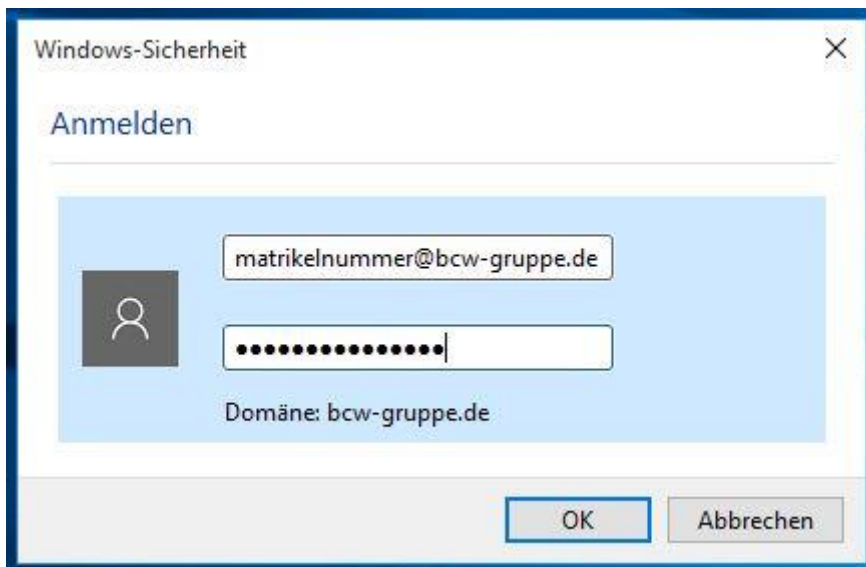 Windows-Sicherheit
Anmelden
matrikelnummer@bcw-gruppe.de
●●●●●●●●●●●●●●●
Domäne: bcw-gruppe.de
OK
Abbrechen